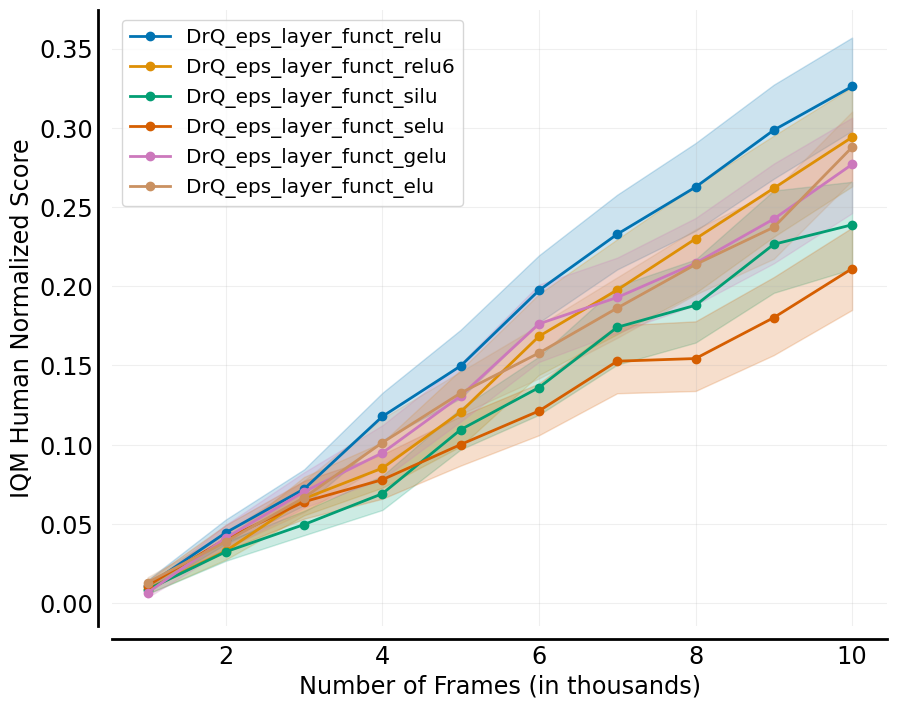 DrQ_eps_layer_funct_relu
DrQ_eps_layer_funct_relu6
DrQ_eps_layer_funct_silu
DrQ_eps_layer_funct_selu
DrQ_eps_layer_funct_gelu
DrQ_eps_layer_funct_elu
IQM Human Normalized Score
0.35
0.30
0.25
0.20
0.15
0.10
0.05
0.00
2 4 6 8 10
Number of Frames (in thousands)